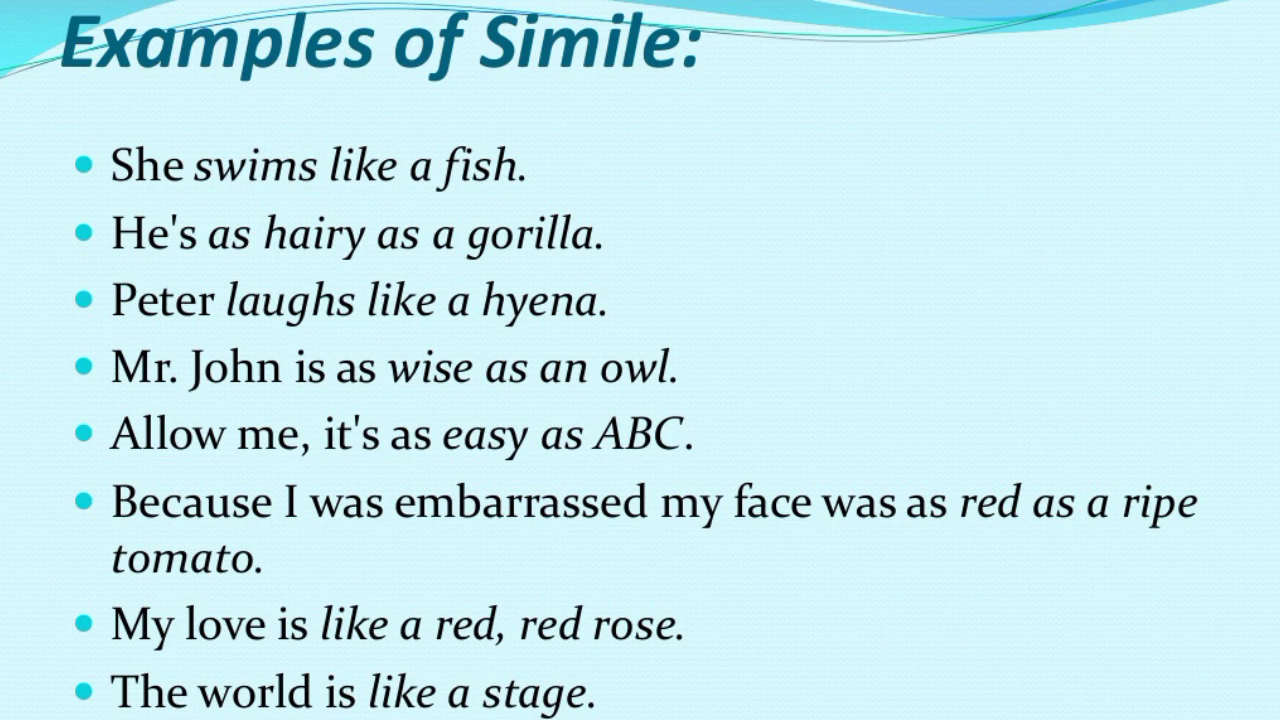 Examples of Simile:
• She swims like a fish.
• He's as hairy as a gorilla.
• Peter laughs like a hyena.
• Mr. John is as wise as an owl.
• Allow me, it's as easy as ABC.
• Because I was embarrassed my face was as red as a ripe
tomato.
• My love is like a red, red rose.
• The world is like a stage.